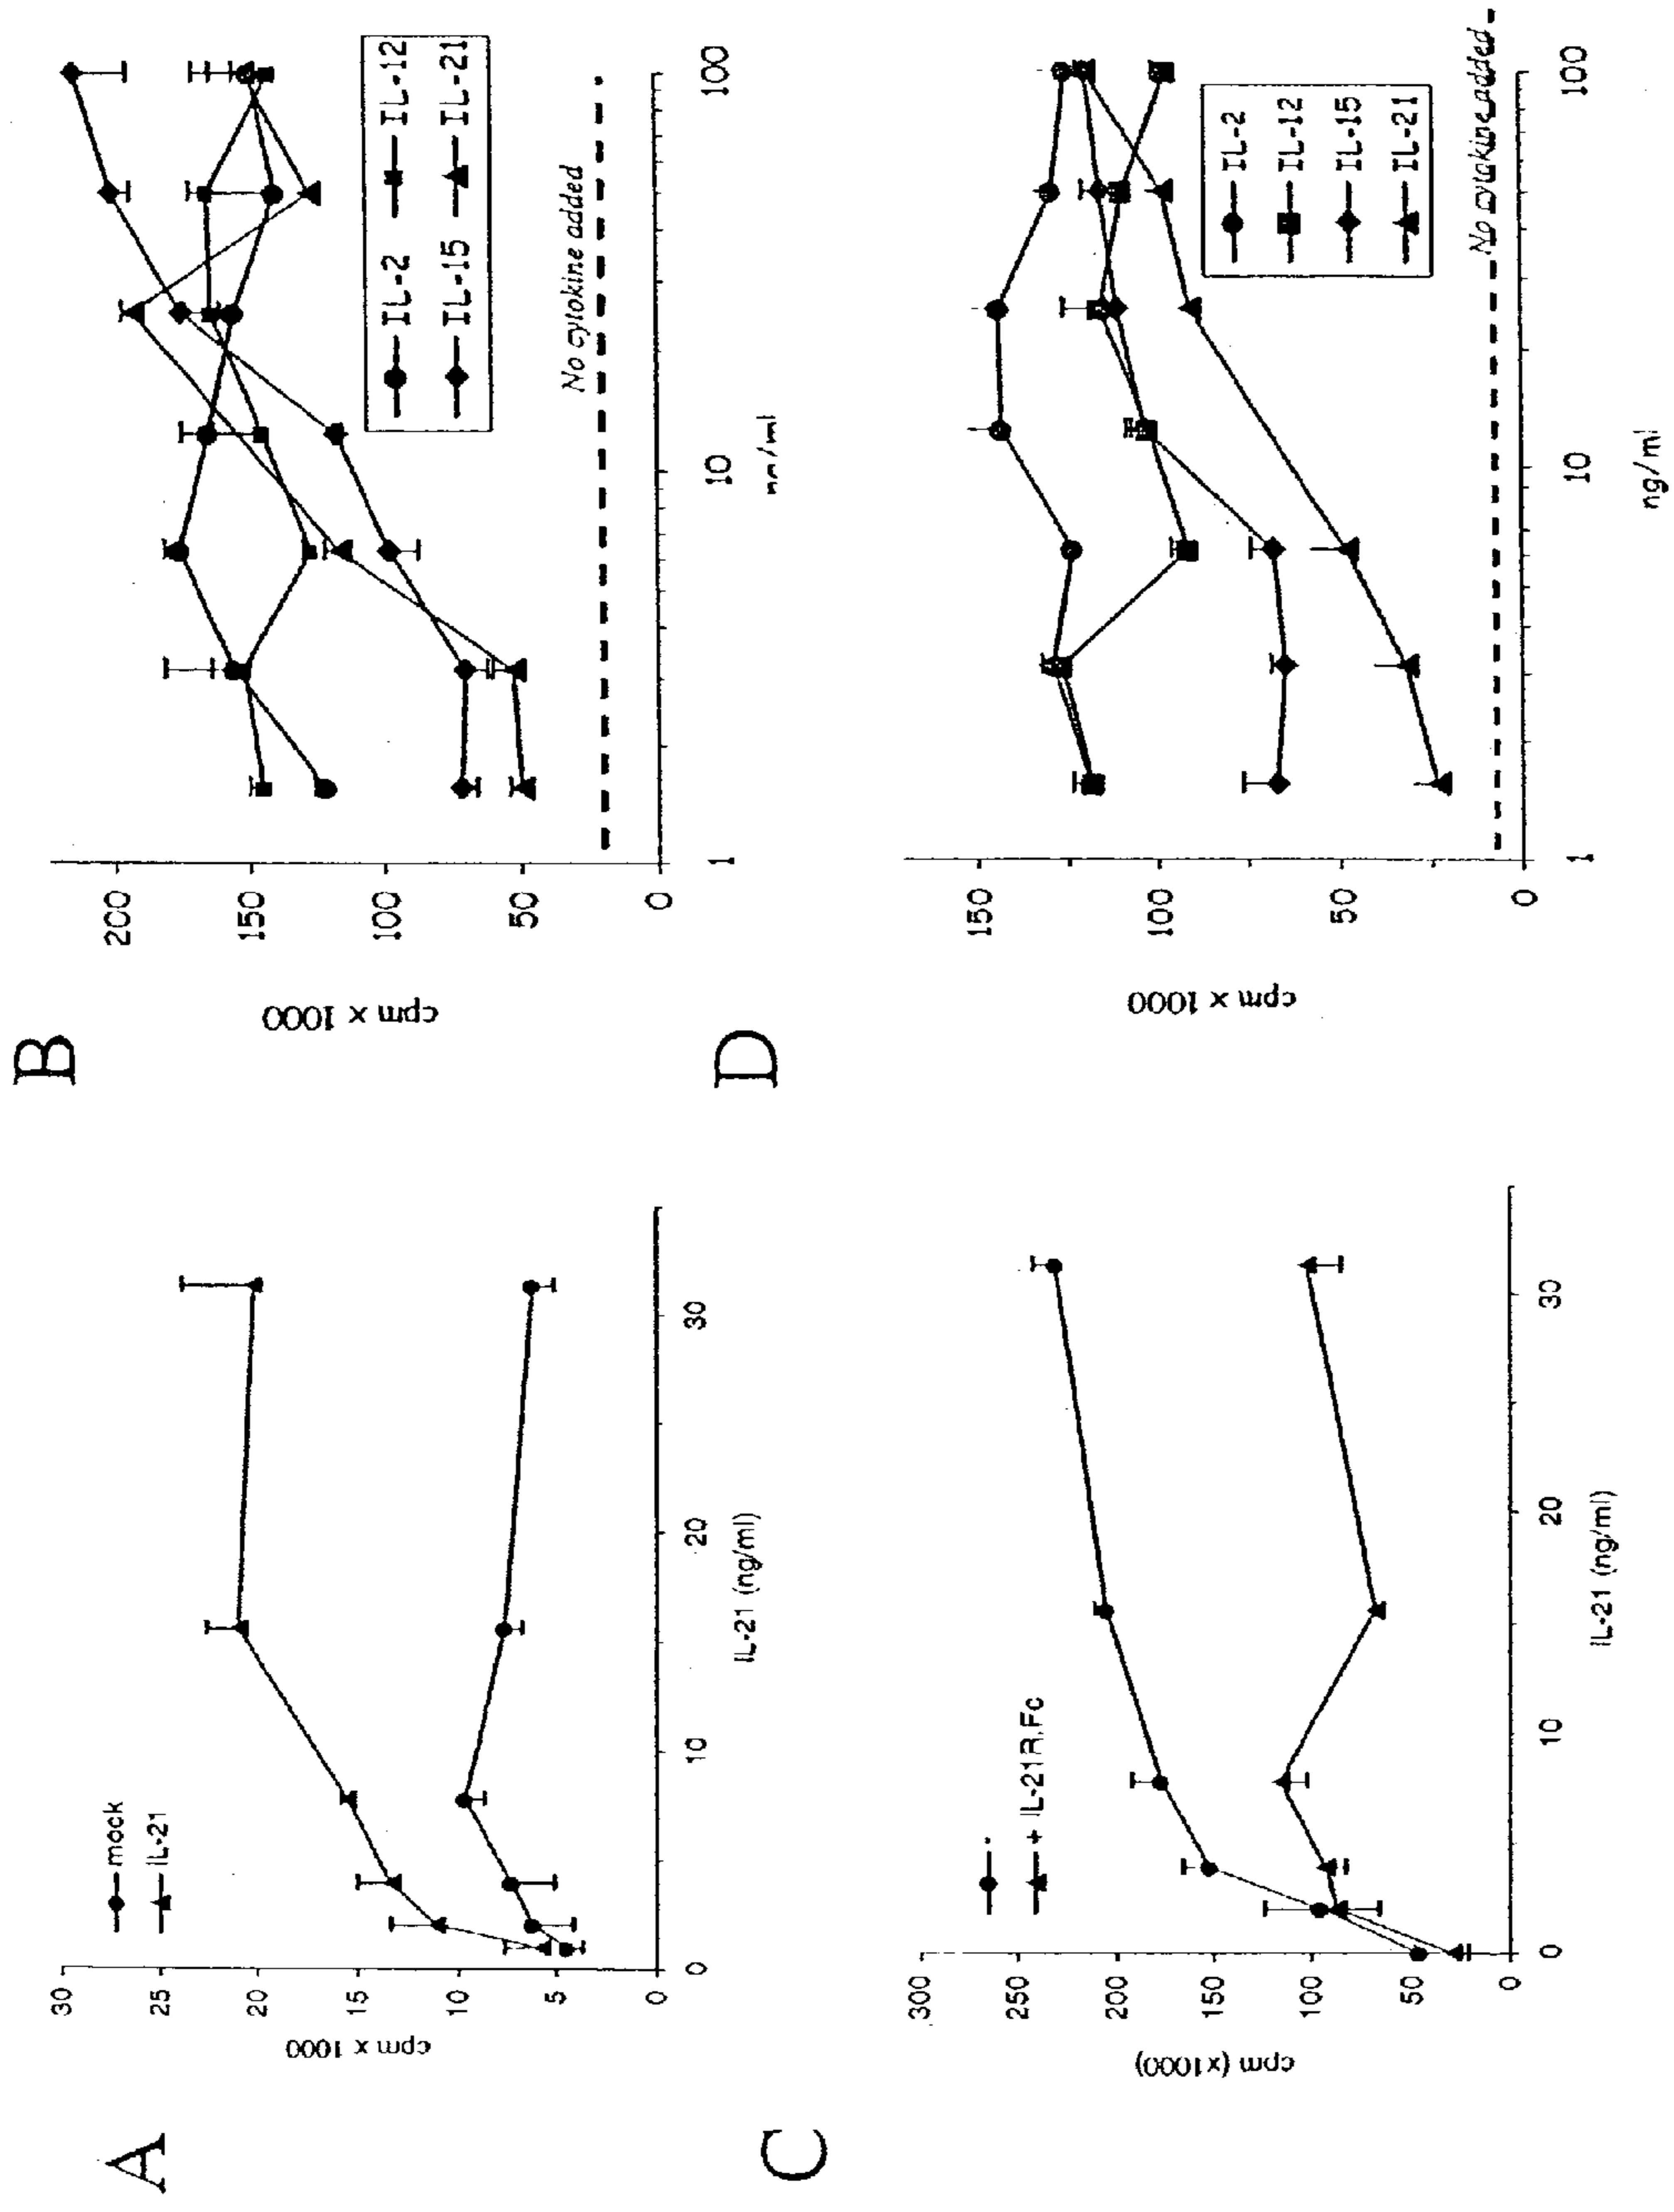 A
30
25
20
15
10
5
0
cpm x 1000
mock
IL-21
0
10
20
30
IL-21 (ng/ml)
B
200
150
100
50
0
cpm x 1000
IL-2
IL-12
IL-15
IL-21
No cytokine added
1
10
100
C
300
250
200
150
100
50
0
cpm (x1000)
+ IL-21R.Fc
0
10
20
30
IL-21 (ng/ml)
D
150
100
50
0
cpm x 1000
IL-2
IL-12
IL-15
IL-21
No cytokine added
1
10
100
ng/ml